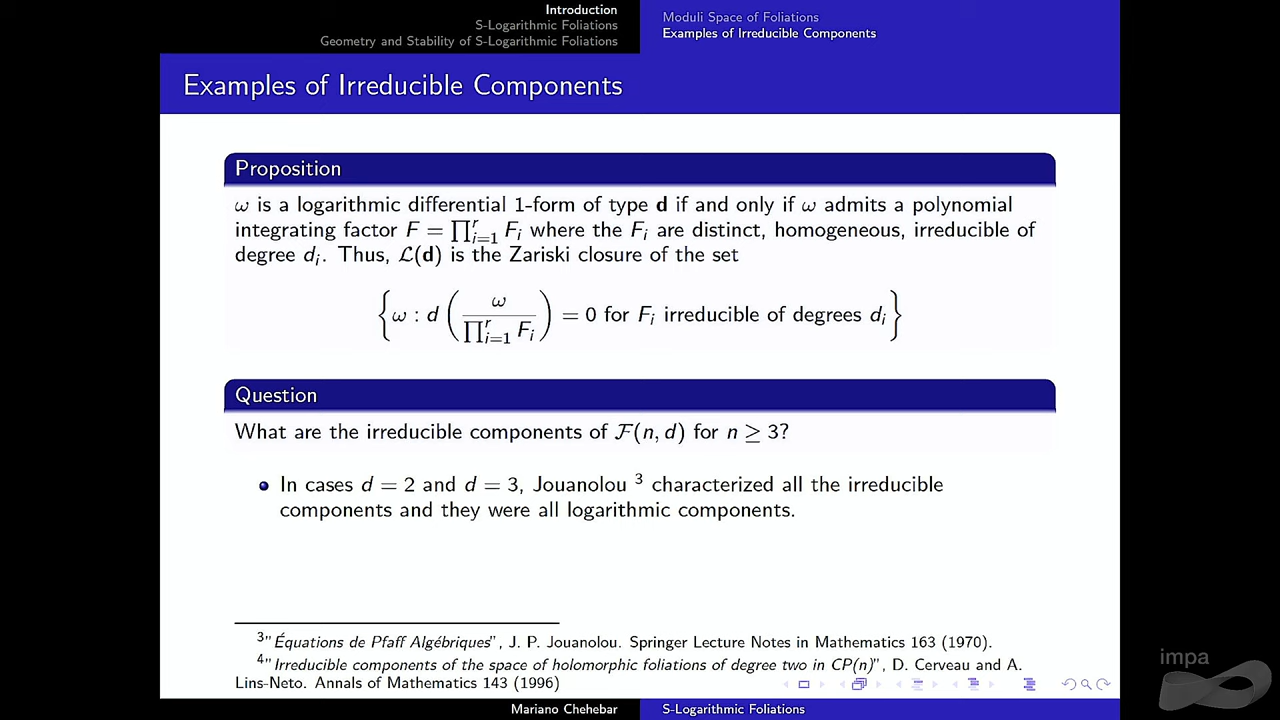 Introduction
S-Logarithmic Foliations
Geometry and Stability of S-Logarithmic Foliations
Moduli Space of Foliations
Examples of Irreducible Components
Examples of Irreducible Components
Proposition
ω is a logarithmic differential 1-form of type d if and only if ω admits a polynomial
integrating factor F = ∏ᵢ₌₁ʳ Fᵢ where the Fᵢ are distinct, homogeneous, irreducible of
degree dᵢ. Thus, ℒ(d) is the Zariski closure of the set
{ω : d (ω / ∏ᵢ₌₁ʳ Fᵢ) = 0 for Fᵢ irreducible of degrees dᵢ}
Question
What are the irreducible components of ℱ(n, d) for n ≥ 3?
In cases d = 2 and d = 3, Jouanolou ³ characterized all the irreducible
components and they were all logarithmic components.
³"Équations de Pfaff Algébriques", J. P. Jouanolou. Springer Lecture Notes in Mathematics 163 (1970).
⁴"Irreducible components of the space of holomorphic foliations of degree two in CP(n)", D. Cerveau and A.
Lins-Neto. Annals of Mathematics 143 (1996)
impa
Mariano Chehebar
S-Logarithmic Foliations